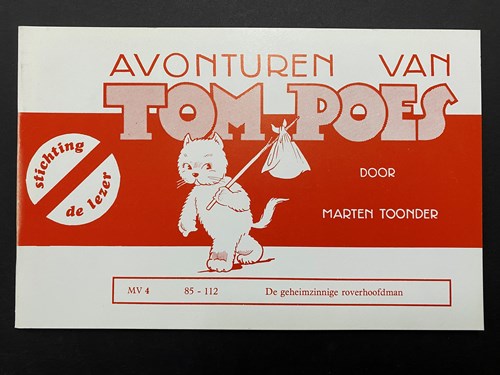 AVONTUREN VAN
TOM POES
stichting
de lezer
DOOR
MARTEN TOONDER
MV 4 85 - 112 De geheimzinnige roverhoofdman